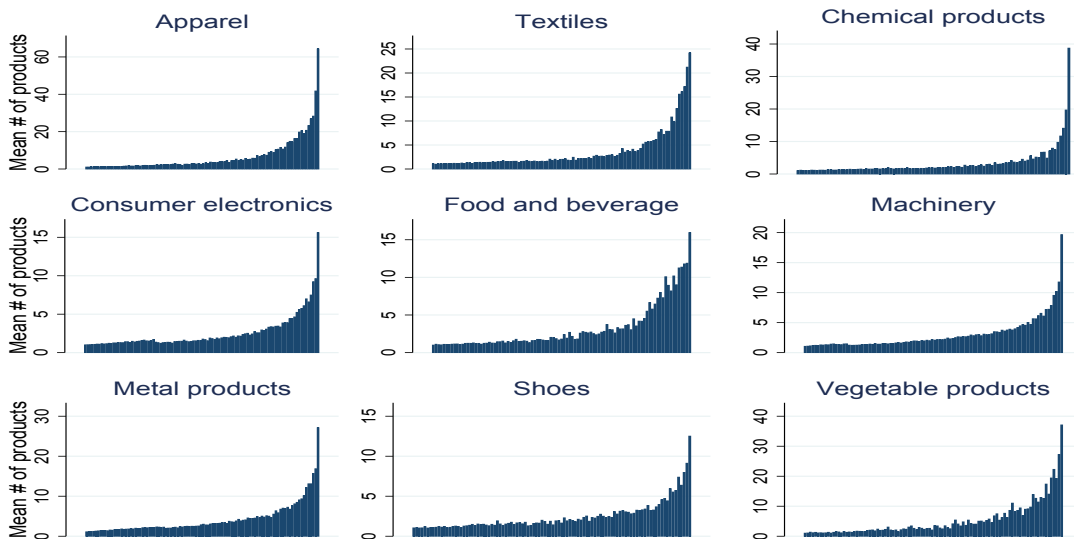 Apparel
Mean # of products
0 20 40 60
Textiles
0 5 10 15 20 25
Chemical products
0 10 20 30 40
Consumer electronics
Mean # of products
0 5 10 15
Food and beverage
0 5 10 15
Machinery
0 5 10 15 20
Metal products
Mean # of products
0 10 20 30
Shoes
0 5 10 15
Vegetable products
0 10 20 30 40